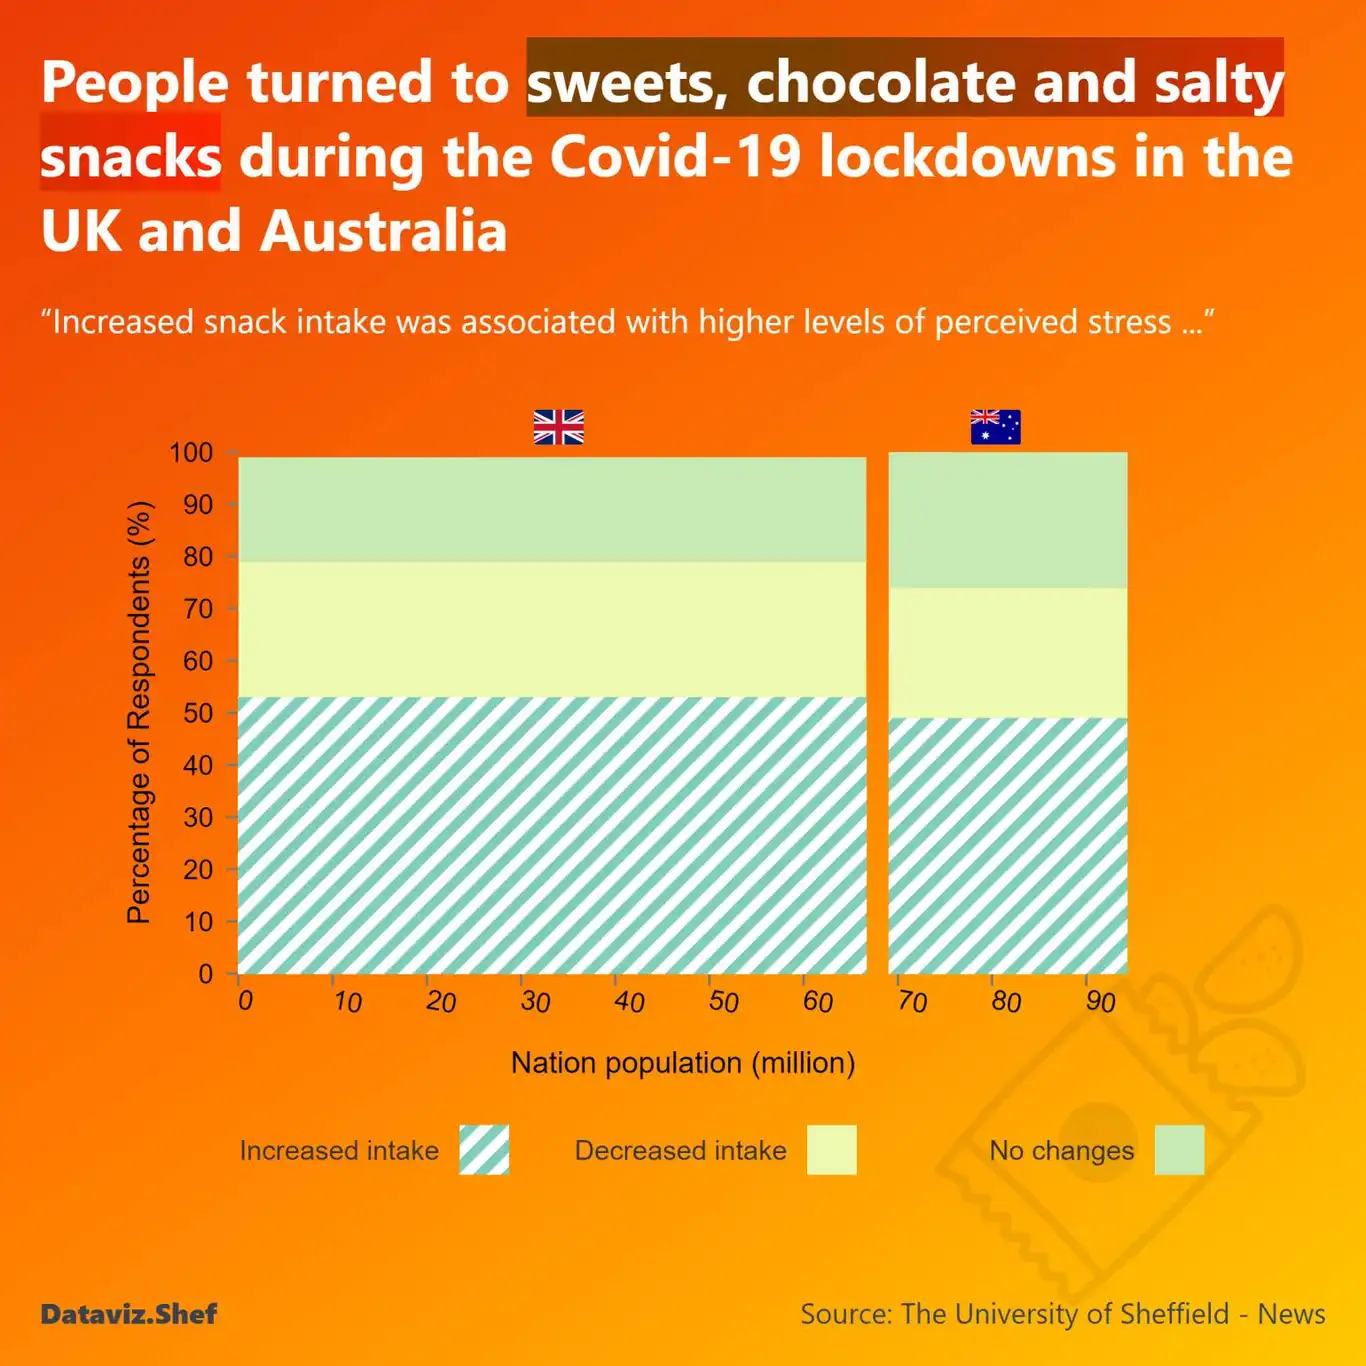 People turned to sweets, chocolate and salty
snacks during the Covid-19 lockdowns in the
UK and Australia
“Increased snack intake was associated with higher levels of perceived stress ...”
100
90
80
70
60
50
40
30
20
10
0
Percentage of Respondents (%)
0 10 20 30 40 50 60 70 80 90
Nation population (million)
Increased intake Decreased intake No changes
Dataviz.Shef Source: The University of Sheffield - News